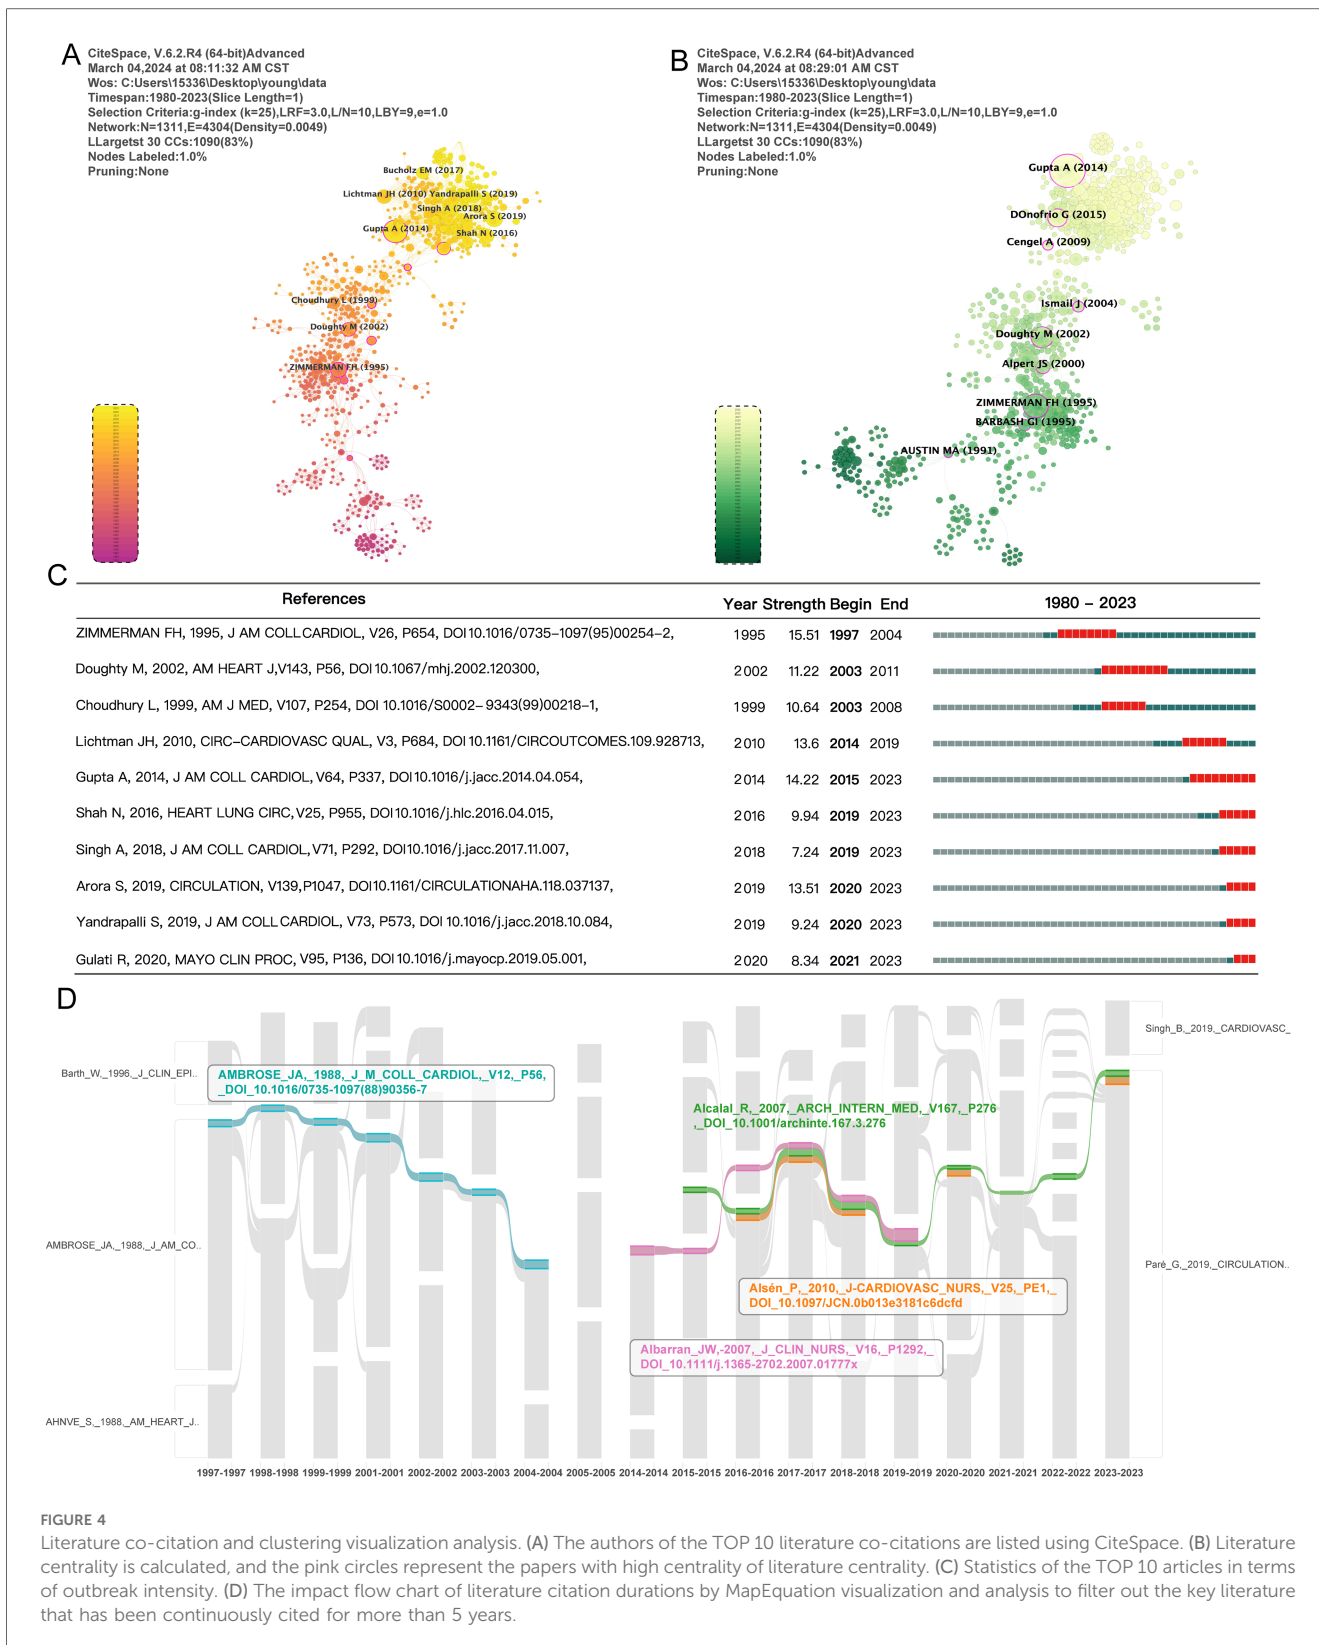 A
CiteSpace, V.6.2.R4 (64-bit)Advanced
March 04,2024 at 08:11:32 AM CST
Wos: C:Users\15336\Desktop\young\data
Timespan:1980-2023(Slice Length=1)
Selection Criteria:g-index (k=25),LRF=3.0,L/N=10,LBY=9,e=1.0
Network:N=1311,E=4304(Density=0.0049)
LLargetst 30 CCs:1090(83%)
Nodes Labeled:1.0%
Pruning:None
Bucholz EM (2017)
Lichtman JH (2010) Yandrapalli S (2019)
Singh A (2018)
Arora S (2019)
Gupta A (2014)
Shah N (2016)
Choudhury L (1999)
Doughty M (2002)
ZIMMERMAN FH (1995)
B
CiteSpace, V.6.2.R4 (64-bit)Advanced
March 04,2024 at 08:29:01 AM CST
Wos: C:Users\15336\Desktop\young\data
Timespan:1980-2023(Slice Length=1)
Selection Criteria:g-index (k=25),LRF=3.0,L/N=10,LBY=9,e=1.0
Network:N=1311,E=4304(Density=0.0049)
LLargetst 30 CCs:1090(83%)
Nodes Labeled:1.0%
Pruning:None
Gupta A (2014)
DOnofrio G (2015)
Cengel A (2009)
Ismail J (2004)
Doughty M (2002)
Alpert JS (2000)
ZIMMERMAN FH (1995)
BARBASH GI (1995)
AUSTIN MA (1991)
C
References Year Strength Begin End 1980 – 2023
ZIMMERMAN FH, 1995, J AM COLL CARDIOL, V26, P654, DOI 10.1016/0735-1097(95)00254-2, 1995 15.51 1997 2004
Doughty M, 2002, AM HEART J,V143, P56, DOI 10.1067/mhj.2002.120300, 2002 11.22 2003 2011
Choudhury L, 1999, AM J MED, V107, P254, DOI 10.1016/S0002-9343(99)00218-1, 1999 10.64 2003 2008
Lichtman JH, 2010, CIRC-CARDIOVASC QUAL, V3, P684, DOI 10.1161/CIRCOUTCOMES.109.928713, 2010 13.6 2014 2019
Gupta A, 2014, J AM COLL CARDIOL, V64, P337, DOI10.1016/j.jacc.2014.04.054, 2014 14.22 2015 2023
Shah N, 2016, HEART LUNG CIRC, V25, P955, DOI10.1016/j.hlc.2016.04.015, 2016 9.94 2019 2023
Singh A, 2018, J AM COLL CARDIOL, V71, P292, DOI10.1016/j.jacc.2017.11.007, 2018 7.24 2019 2023
Arora S, 2019, CIRCULATION, V139,P1047, DOI10.1161/CIRCULATIONAHA.118.037137, 2019 13.51 2020 2023
Yandrapalli S, 2019, J AM COLL CARDIOL, V73, P573, DOI 10.1016/j.jacc.2018.10.084, 2019 9.24 2020 2023
Gulati R, 2020, MAYO CLIN PROC, V95, P136, DOI 10.1016/j.mayocp.2019.05.001, 2020 8.34 2021 2023
D
Singh_B,_2019,_CARDIOVASC_
Barth_W,_1996,_J_CLIN_EPI..
AMBROSE_JA,_1988,_J_M_COLL_CARDIOL,_V12,_P56,
_DOI_10.1016/0735-1097(88)90356-7
Alcalal_R,_2007,_ARCH_INTERN_MED,_V167,_P276
,_DOI_10.1001/archinte.167.3.276
AMBROSE_JA,_1988,_J_AM_CO..
Paré_G,_2019,_CIRCULATION..
Alsén_P,_2010,_J-CARDIOVASC_NURS,_V25,_PE1,_
DOI_10.1097/JCN.0b013e3181c6dcfd
Albarran_JW,-2007,_J_CLIN_NURS,_V16,_P1292,_
DOI_10.1111/j.1365-2702.2007.01777x
AHNVE_S,_1988,_AM_HEART_J..
1997-1997 1998-1998 1999-1999 2001-2001 2002-2002 2003-2003 2004-2004 2005-2005 2014-2014 2015-2015 2016-2016 2017-2017 2018-2018 2019-2019 2020-2020 2021-2021 2022-2022 2023-2023
FIGURE 4
Literature co-citation and clustering visualization analysis. (A) The authors of the TOP 10 literature co-citations are listed using CiteSpace. (B) Literature
centrality is calculated, and the pink circles represent the papers with high centrality of literature centrality. (C) Statistics of the TOP 10 articles in terms
of outbreak intensity. (D) The impact flow chart of literature citation durations by MapEquation visualization and analysis to filter out the key literature
that has been continuously cited for more than 5 years.